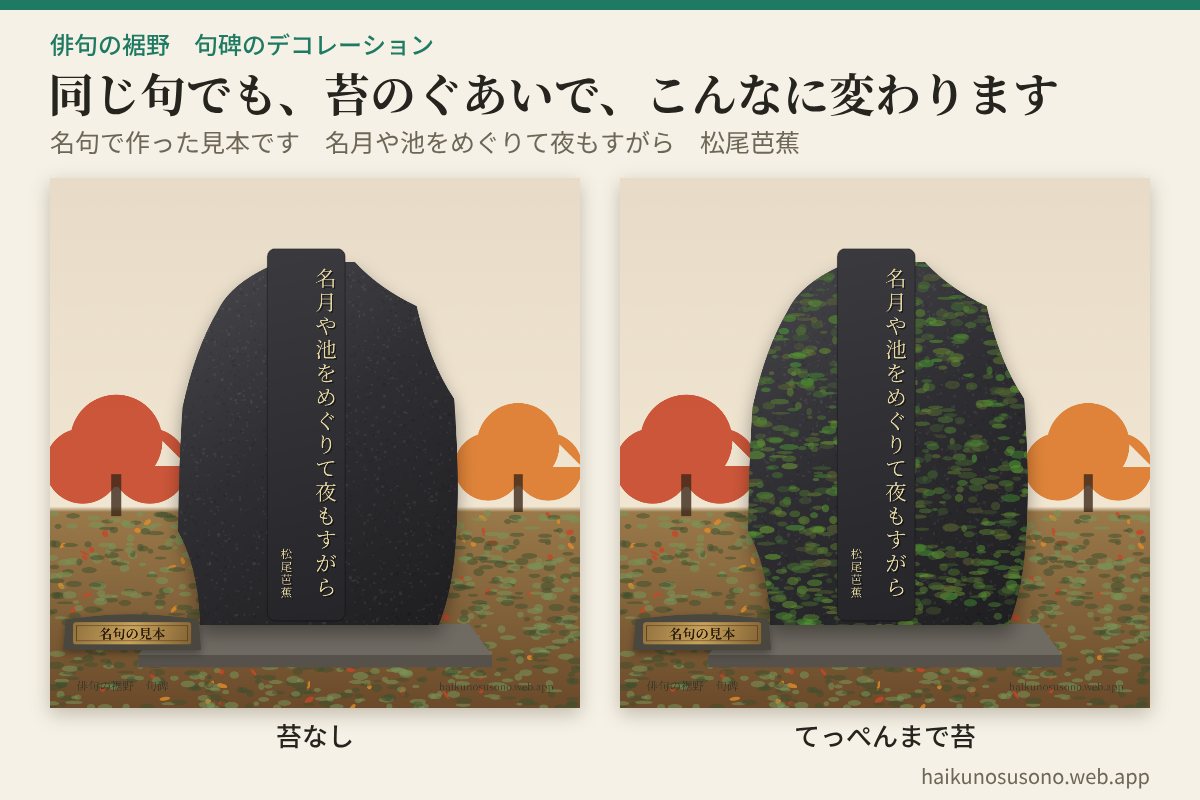 俳句の裾野　句碑のデコレーション
同じ句でも、苔のぐあいで、こんなに変わります
名句で作った見本です　名月や池をめぐりて夜もすがら　松尾芭蕉
名月や池をめぐりて夜もすがら
松尾芭蕉
名句の見本
俳句の裾野　句碑
haikunosusono.web.app
苔なし
名月や池をめぐりて夜もすがら
松尾芭蕉
名句の見本
俳句の裾野　句碑
haikunosusono.web.app
てっぺんまで苔
haikunosusono.web.app